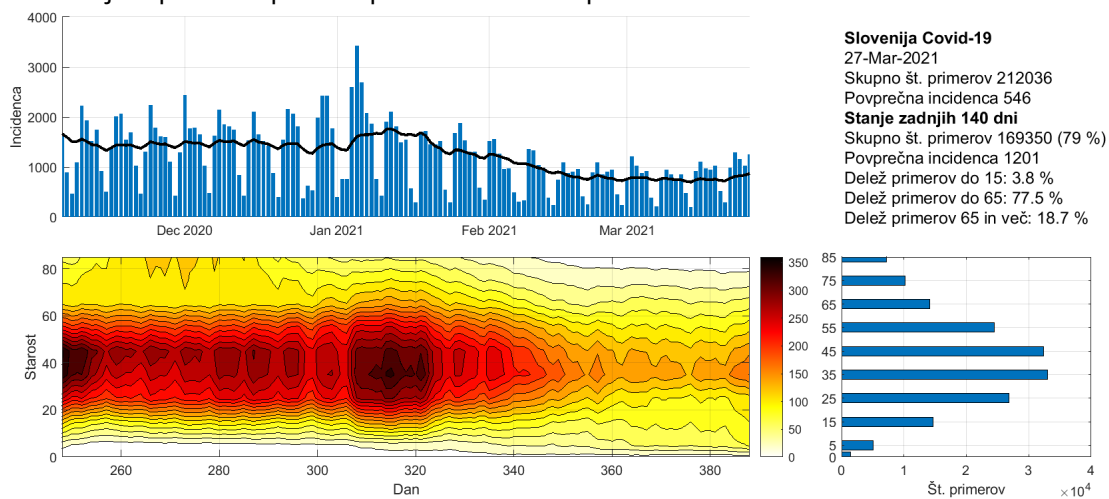 4000
3000
2000
1000
0
Incidenca
Dec 2020
Jan 2021
Feb 2021
Mar 2021
Slovenija Covid-19
27-Mar-2021
Skupno št. primerov 212036
Povprečna incidenca 546
Stanje zadnjih 140 dni
Skupno št. primerov 169350 (79 %)
Povprečna incidenca 1201
Delež primerov do 15: 3.8 %
Delež primerov do 65: 77.5 %
Delež primerov 65 in več: 18.7 %
80
60
40
20
0
Starost
260
280
300
320
340
360
380
Dan
350
300
250
200
150
100
50
0
85
75
65
55
45
35
25
15
5
0
0
1
2
3
4
Št. primerov
×10⁴